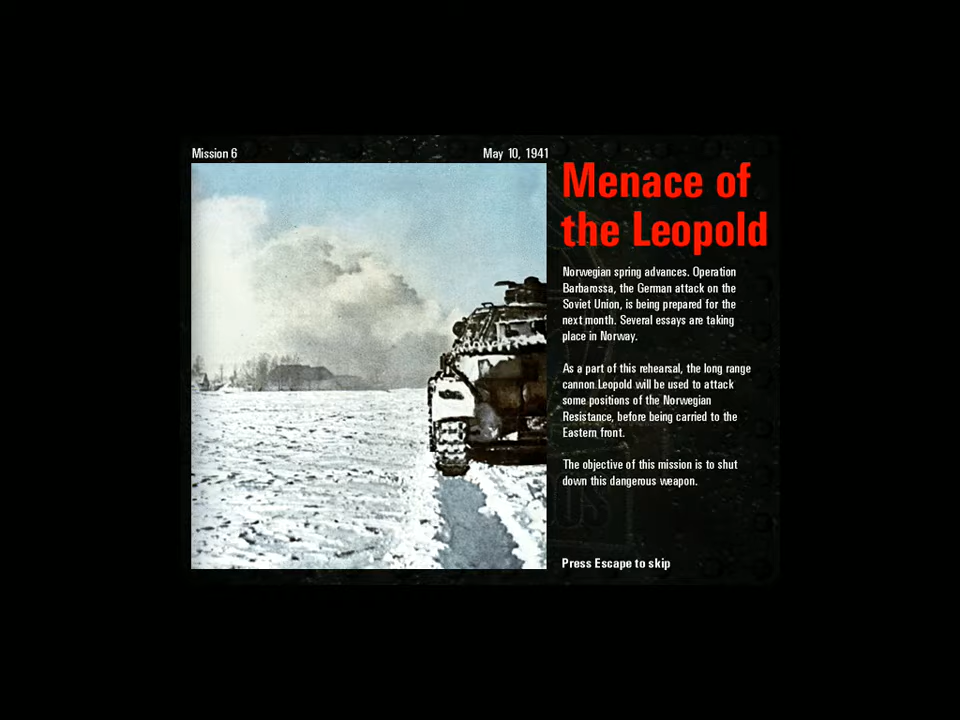 Mission 6
May 10, 1941
Menace of
the Leopold
Norwegian spring advances. Operation
Barbarossa, the German attack on the
Soviet Union, is being prepared for the
next month. Several essays are taking
place in Norway.
As a part of this rehearsal, the long range
cannon Leopold will be used to attack
some positions of the Norwegian
Resistance, before being carried to the
Eastern front.
The objective of this mission is to shut
down this dangerous weapon.
Press Escape to skip